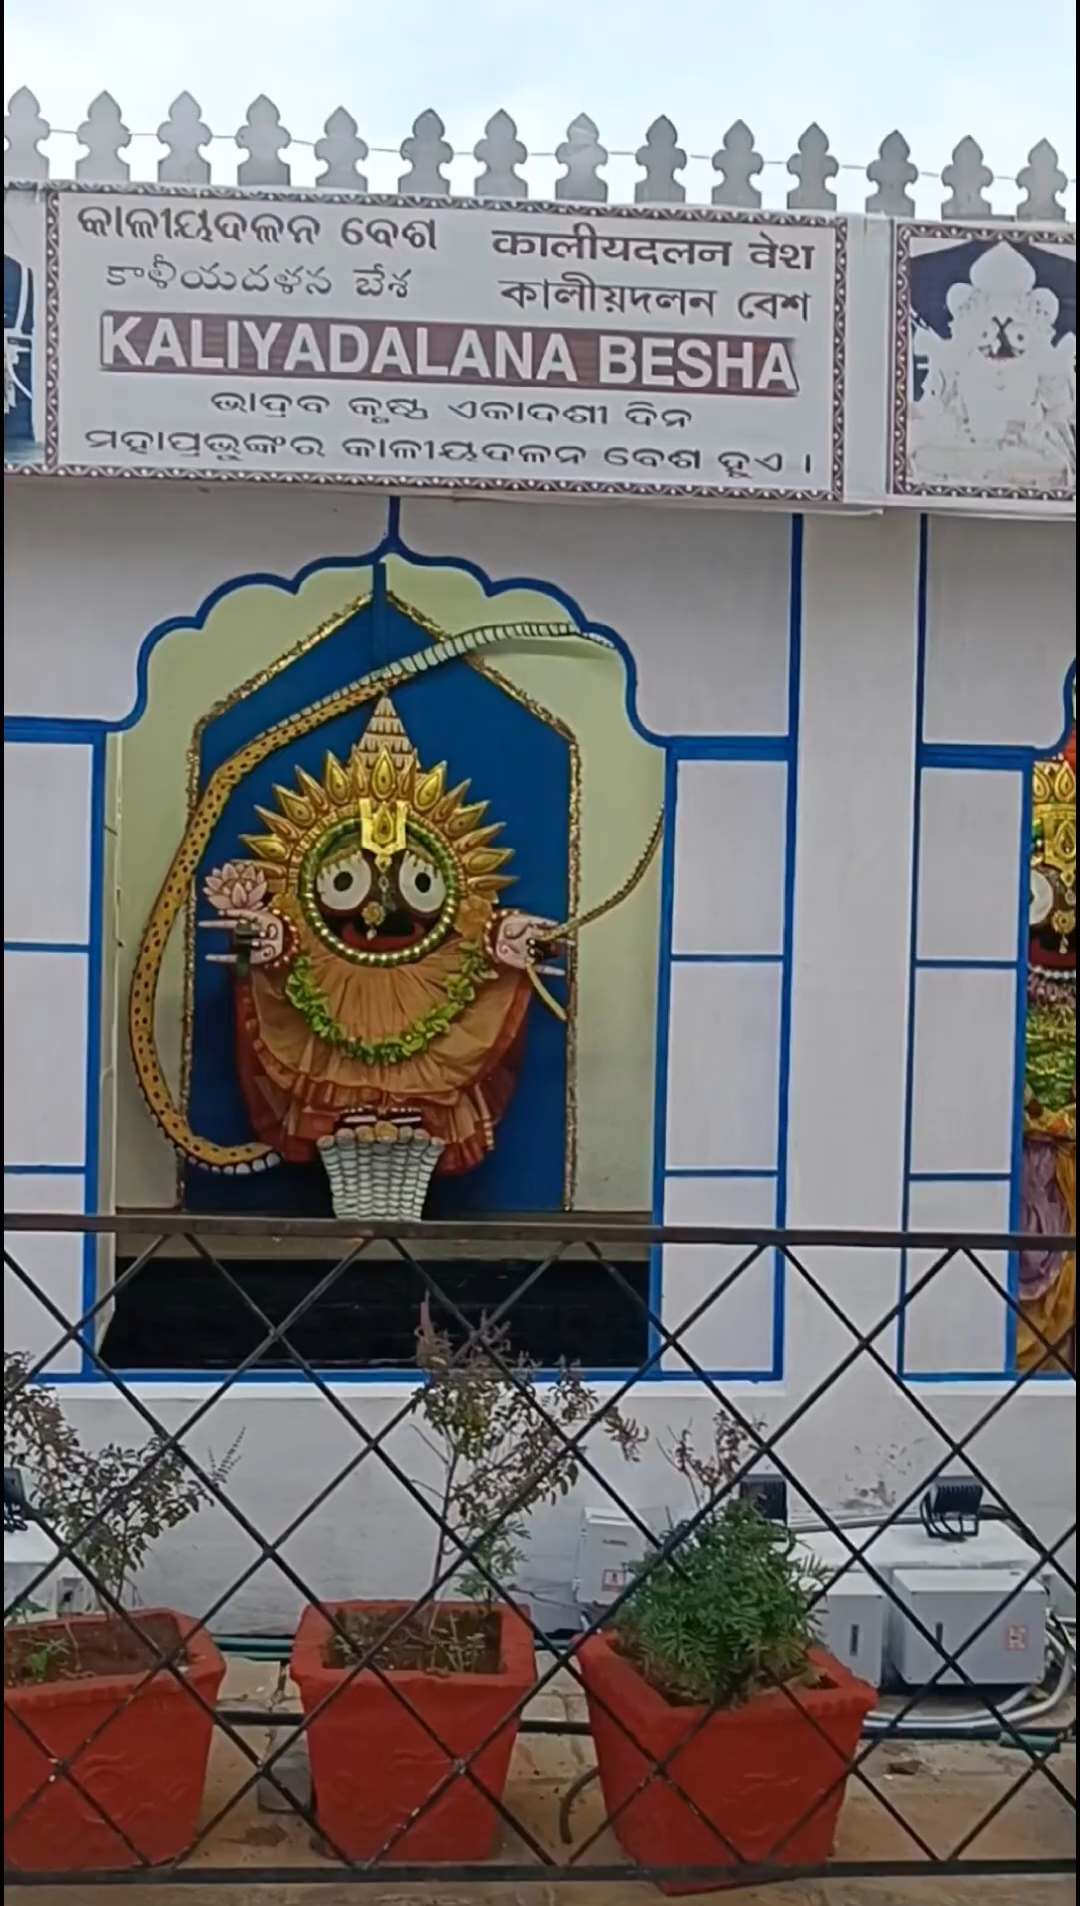 କାଳୀୟଦଳନ ବେଶ
कालीयदलन वेश
కాళీయదళన బేశ
কালীয়দলন বেশ
KALIYADALANA BESHA
ଭାଦ୍ରବ କୃଷ୍ଣ ଏକାଦଶୀ ଦିନ
ମହାପ୍ରଭୁଙ୍କର କାଳୀୟଦଳନ ବେଶ ହୁଏ ।